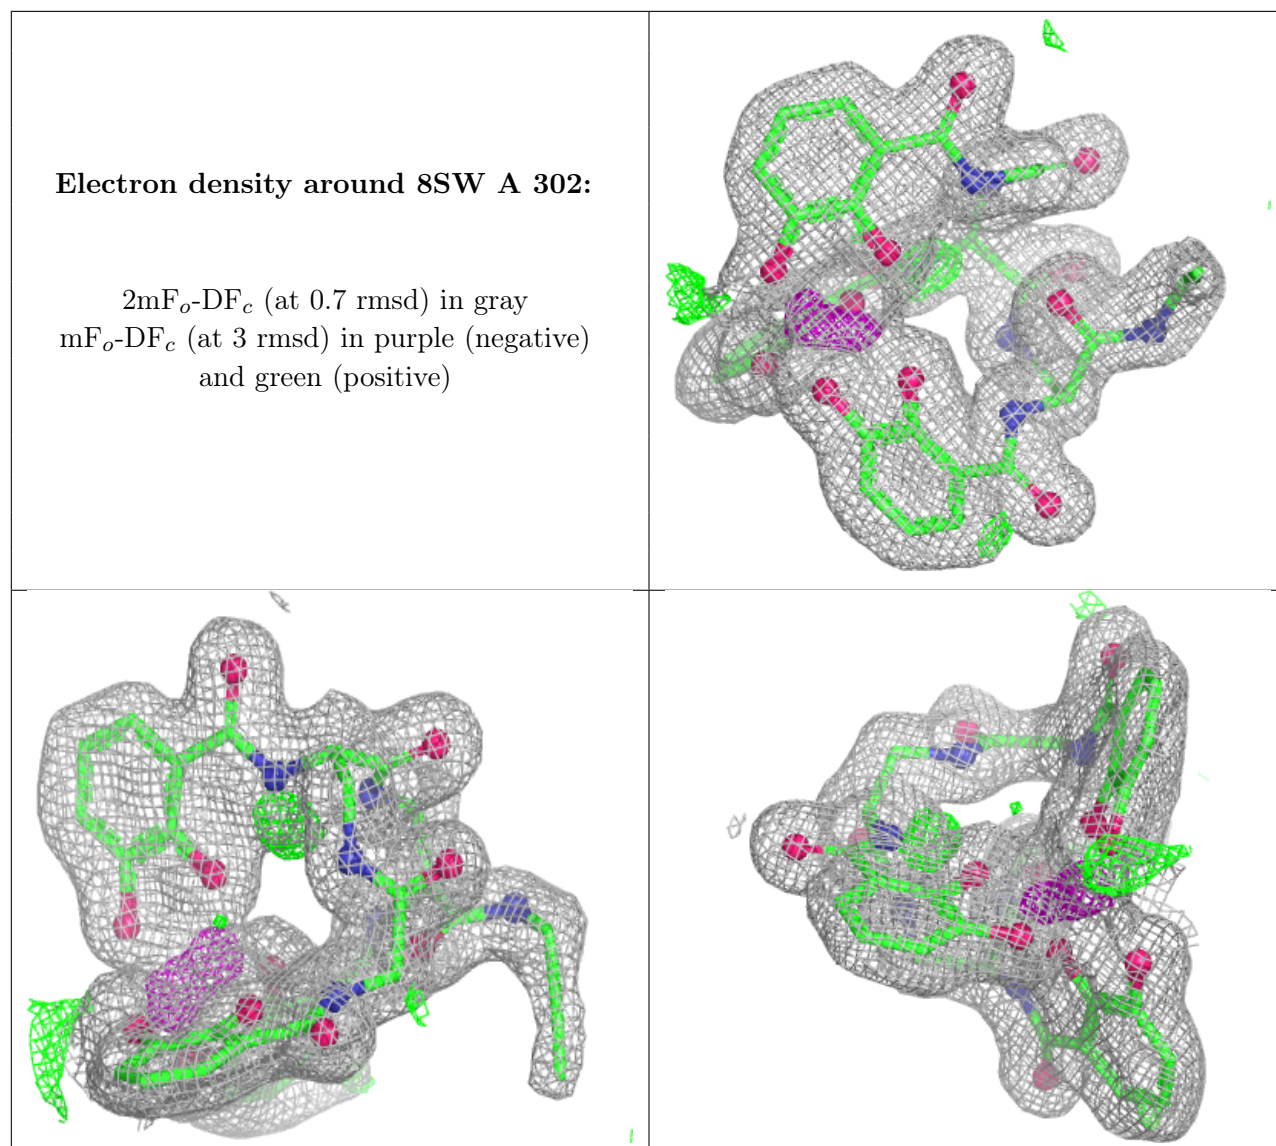 Electron density around 8SW A 302:
2mFo-DFc (at 0.7 rmsd) in gray
mFo-DFc (at 3 rmsd) in purple (negative)
and green (positive)